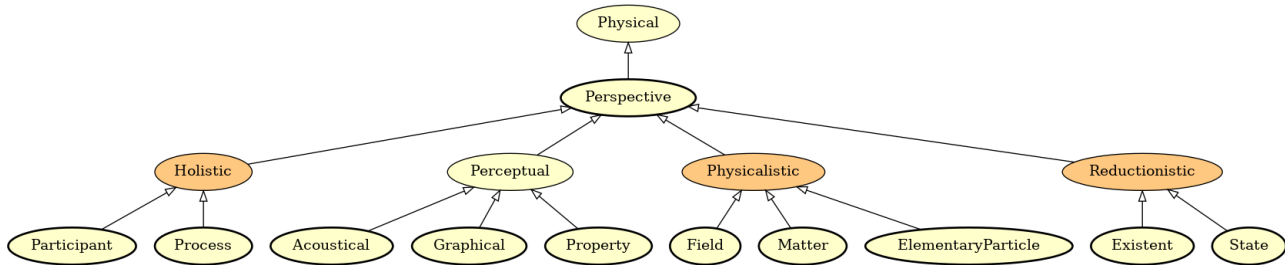 Physical
Perspective
Holistic
Perceptual
Physicalistic
Reductionistic
Participant
Process
Acoustical
Graphical
Property
Field
Matter
ElementaryParticle
Existent
State